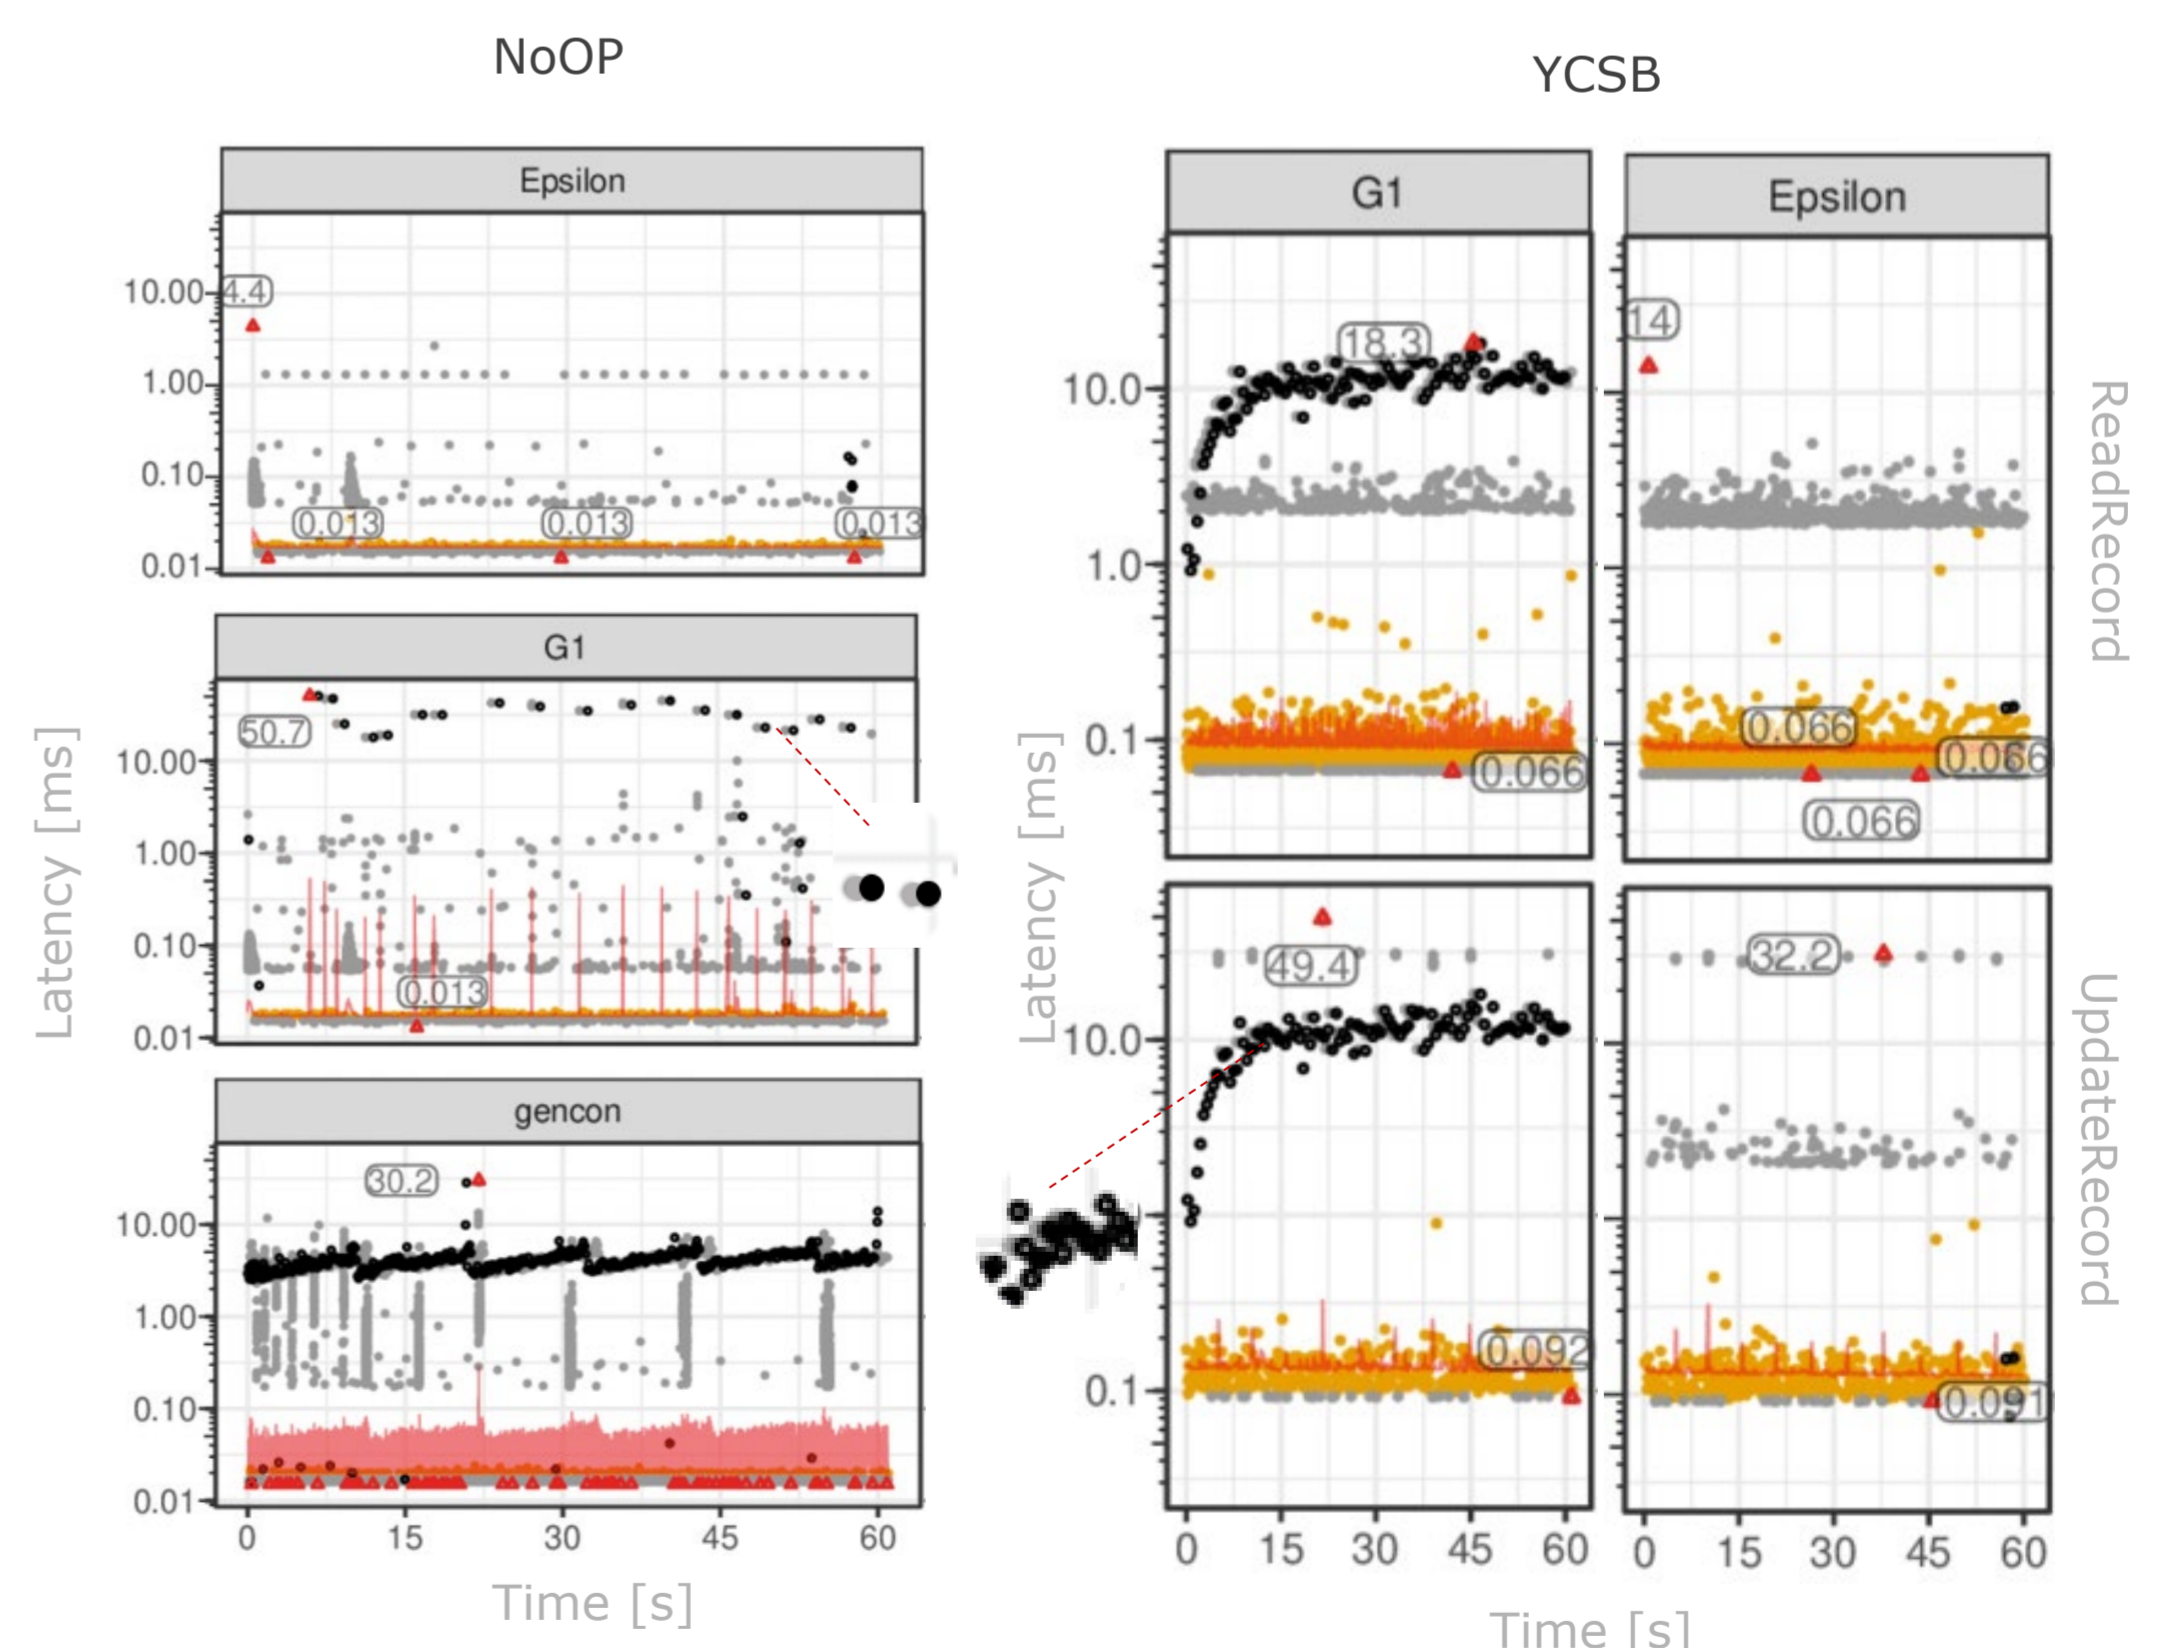 NoOP
YCSB
Epsilon
10.00
1.00
0.10
0.01
4.4
0.013
0.013
0.013
G1
10.00
1.00
0.10
0.01
50.7
0.013
gencon
10.00
1.00
0.10
0.01
30.2
0 15 30 45 60
Time [s]
Latency [ms]
G1
Epsilon
10.0
1.0
0.1
18.3
0.066
14
0.066
0.066
0.066
ReadRecord
10.0
0.1
49.4
0.092
32.2
0.091
UpdateRecord
0 15 30 45 60
0 15 30 45 60
Time [s]
Latency [ms]